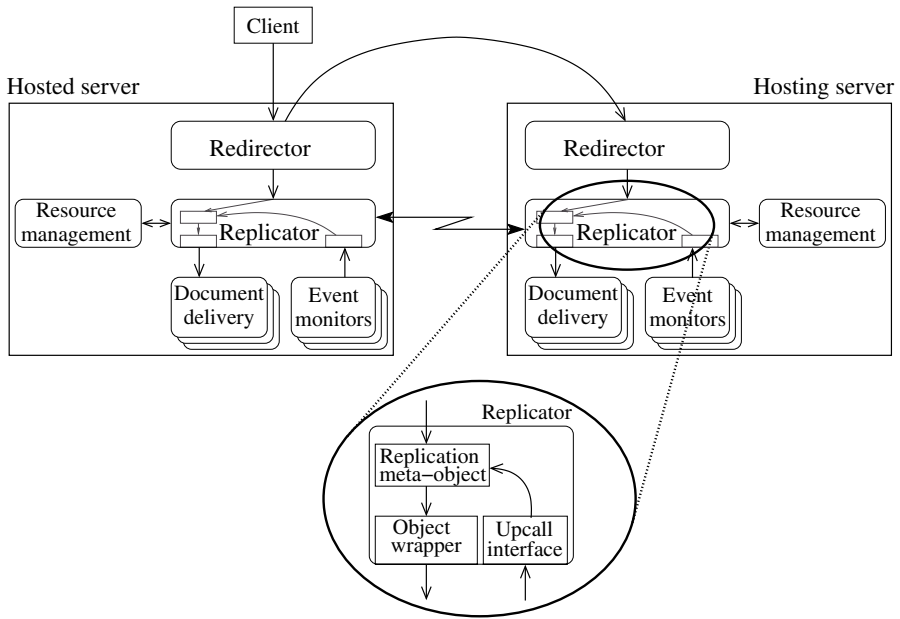 Client
Hosted server
Hosting server
Redirector
Redirector
Resource
management
Replicator
Replicator
Resource
management
Document
delivery
Event
monitors
Document
delivery
Event
monitors
Replicator
Replication
meta−object
Object
wrapper
Upcall
interface